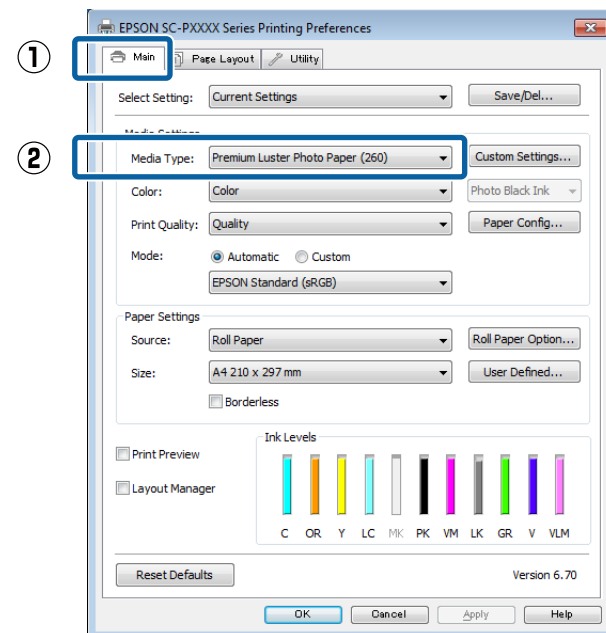 EPSON SC-PXXXX Series Printing Preferences
① Main Page Layout Utility
Select Setting: Current Settings Save/Del...
Media Settings
② Media Type: Premium Luster Photo Paper (260) Custom Settings...
Color: Color Photo Black Ink
Print Quality: Quality Paper Config...
Mode: Automatic Custom
EPSON Standard (sRGB)
Paper Settings
Source: Roll Paper Roll Paper Option...
Size: A4 210 x 297 mm User Defined...
Borderless
Ink Levels
Print Preview
Layout Manager
C OR Y LC MK PK VM LK GR V VLM
Reset Defaults Version 6.70
OK Cancel Apply Help